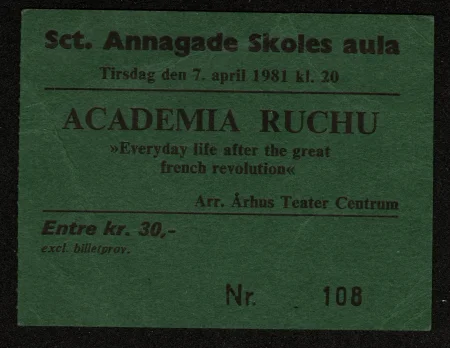 Sct. Annagade Skoles aula
Tirsdag den 7. april 1981 kl. 20
ACADEMIA RUCHU
»Everyday life after the great
french revolution«
Arr. Århus Teater Centrum
Entre kr. 30,-
excl. billetprov.
Nr. 108